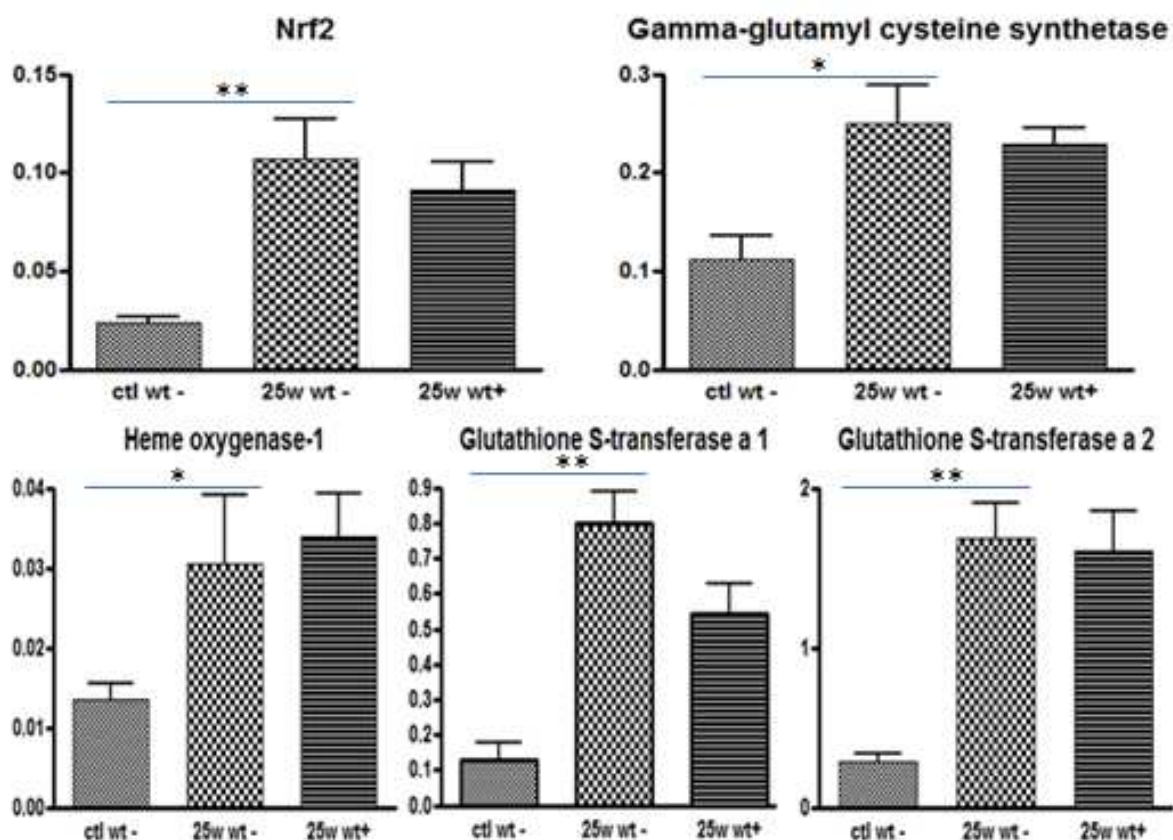 Nrf2
0.15
0.10
0.05
0.00
**
ctl wt -
25w wt -
25w wt+
Gamma-glutamyl cysteine synthetase
0.3
0.2
0.1
0.0
*
ctl wt -
25w wt -
25w wt+
Heme oxygenase-1
0.04
0.03
0.02
0.01
0.00
*
ctl wt -
25w wt -
25w wt+
Glutathione S-transferase a 1
0.9
0.8
0.7
0.6
0.5
0.4
0.3
0.2
0.1
0.0
**
ctl wt -
25w wt -
25w wt+
Glutathione S-transferase a 2
2
1
0
**
ctl wt -
25w wt -
25w wt+